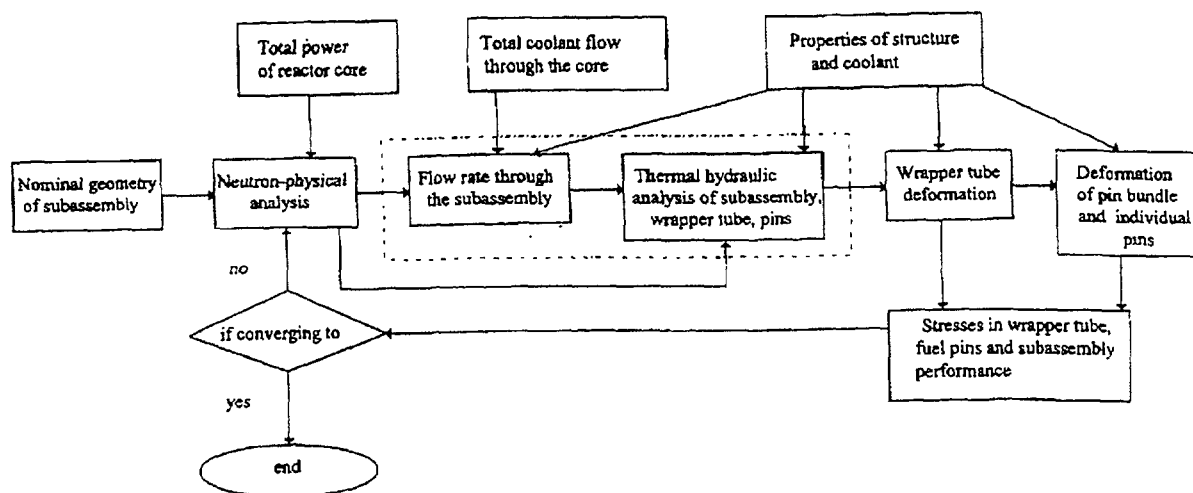 Total power
of reactor core
Total coolant flow
through the core
Properties of structure
and coolant
Nominal geometry
of subassembly
Neutron-physical
analysis
Flow rate through
the subassembly
Thermal hydraulic
analysis of subassembly,
wrapper tube, pins
Wrapper tube
deformation
Deformation
of pin bundle
and individual
pins
no
if converging to
Stresses in wrapper tube,
fuel pins and subassembly
performance
yes
end